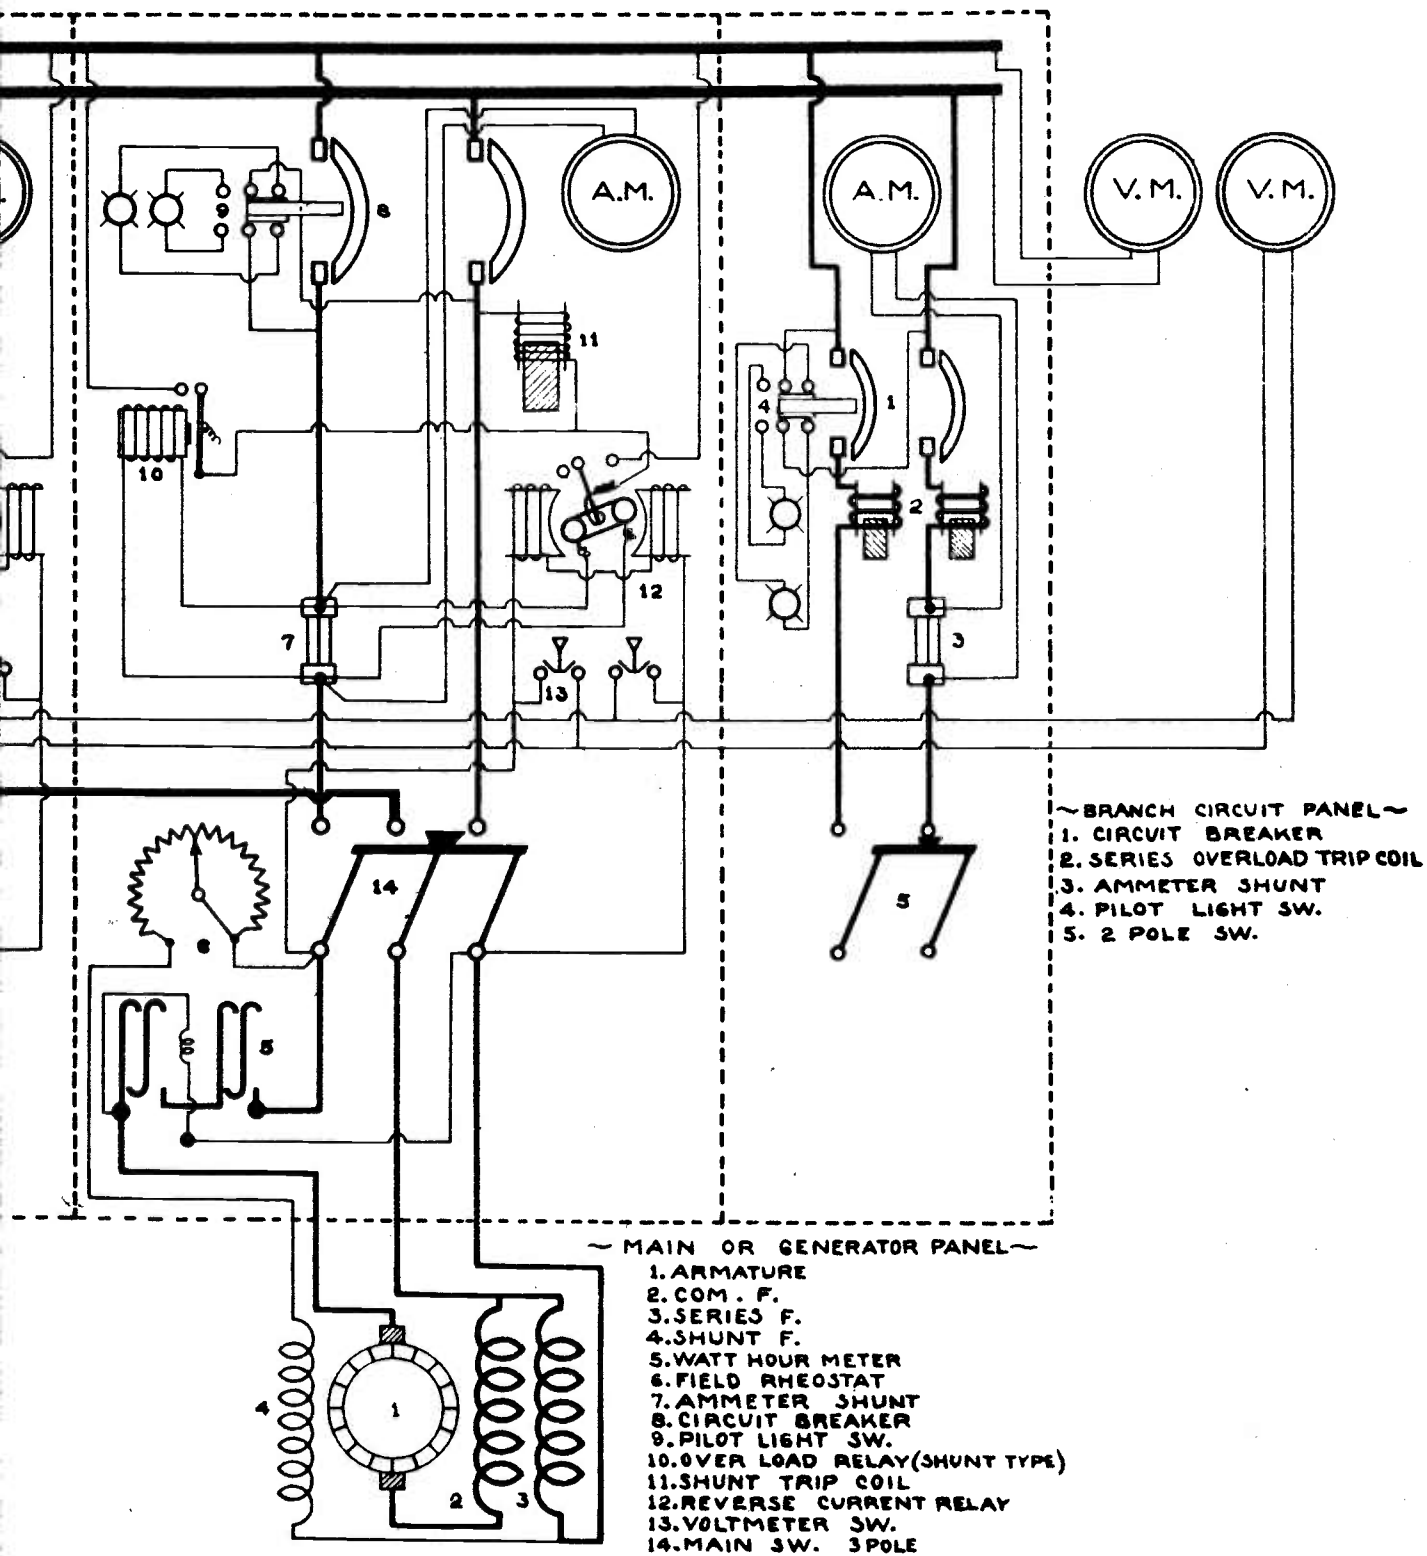 A.M.
A.M.
V.M.
V.M.
9
8
11
4
1
10
2
12
7
3
13
14
5
6
5
~BRANCH CIRCUIT PANEL~
1. CIRCUIT BREAKER
2. SERIES OVERLOAD TRIP COIL
3. AMMETER SHUNT
4. PILOT LIGHT SW.
5. 2 POLE SW.
~MAIN OR GENERATOR PANEL~
1. ARMATURE
2. COM. F.
3. SERIES F.
4. SHUNT F.
5. WATT HOUR METER
6. FIELD RHEOSTAT
7. AMMETER SHUNT
8. CIRCUIT BREAKER
9. PILOT LIGHT SW.
10. OVER LOAD RELAY (SHUNT TYPE)
11. SHUNT TRIP COIL
12. REVERSE CURRENT RELAY
13. VOLTMETER SW.
14. MAIN SW. 3 POLE
4
1
2
3